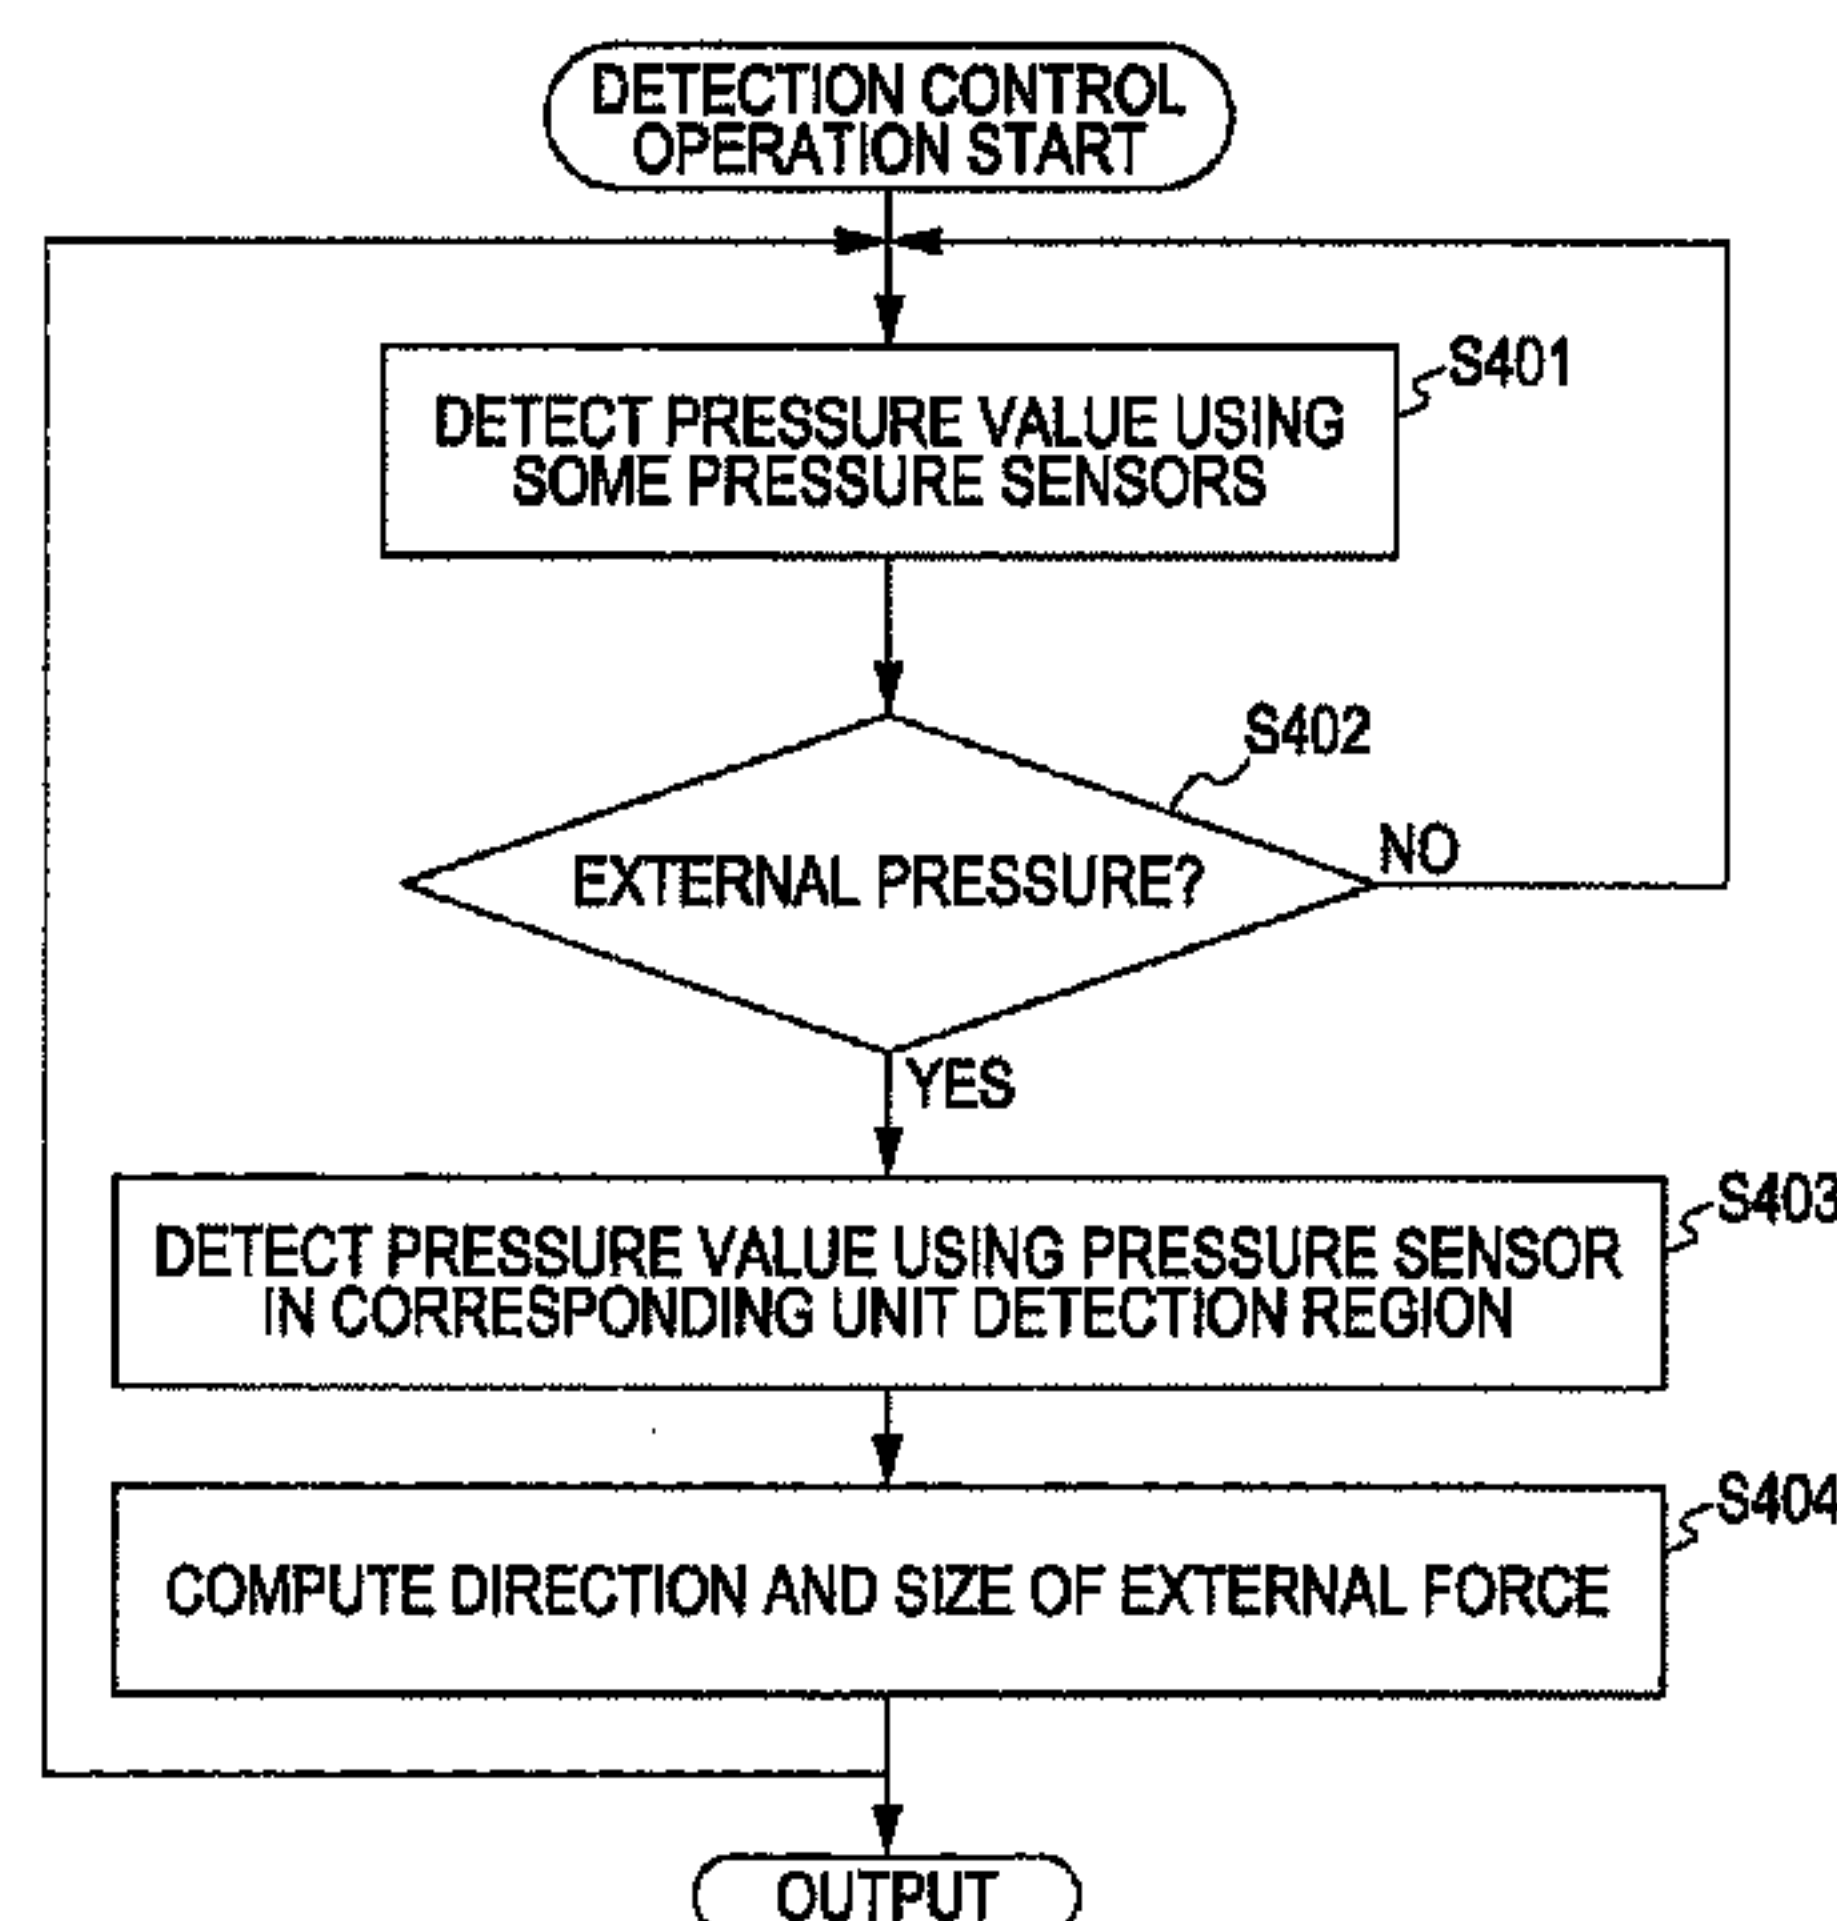 DETECTION CONTROL
OPERATION START
S401
DETECT PRESSURE VALUE USING
SOME PRESSURE SENSORS
S402
EXTERNAL PRESSURE?
NO
YES
S403
DETECT PRESSURE VALUE USING PRESSURE SENSOR
IN CORRESPONDING UNIT DETECTION REGION
S404
COMPUTE DIRECTION AND SIZE OF EXTERNAL FORCE
OUTPUT